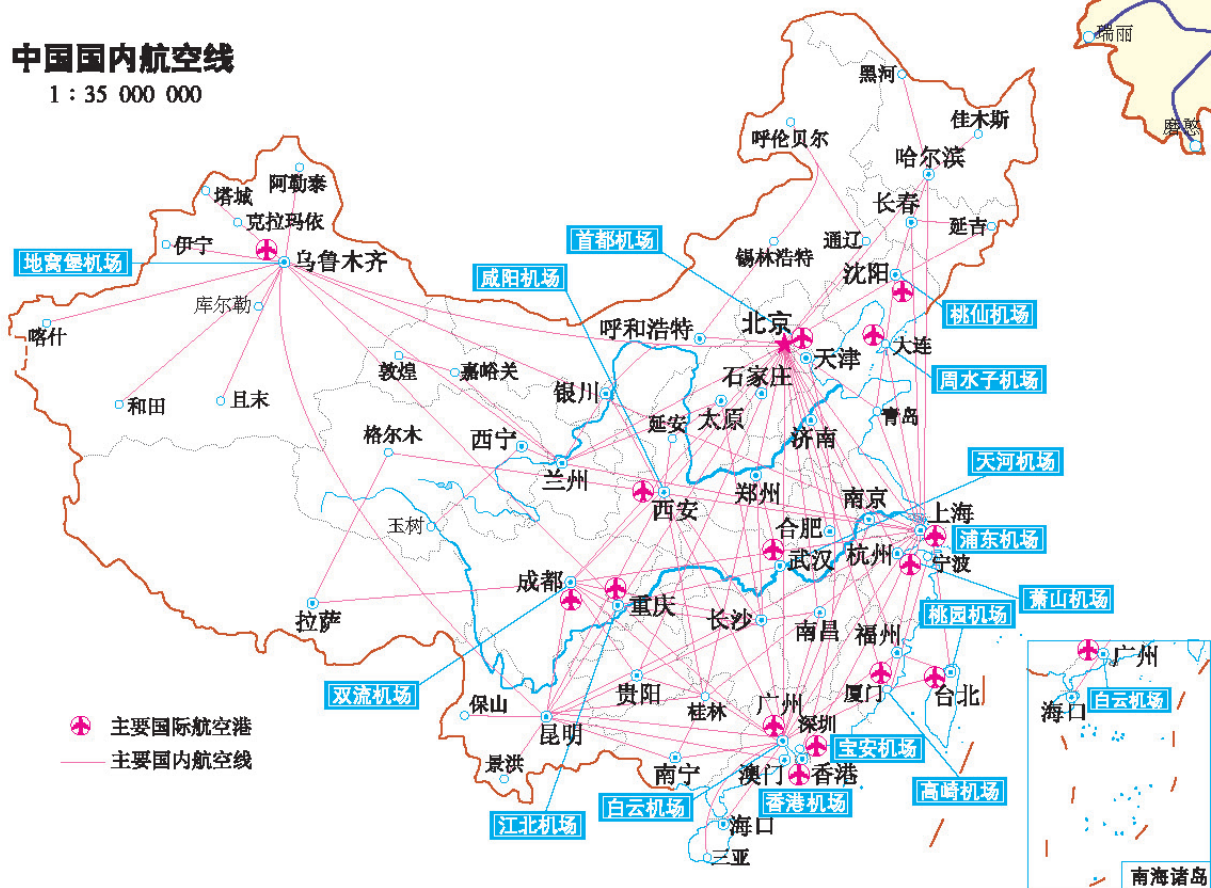 中国国内航空线
1：35 000 000
瑞丽
磨憨
黑河
佳木斯
呼伦贝尔
哈尔滨
阿勒泰
塔城
克拉玛依
长春
延吉
伊宁
首都机场
通辽
锡林浩特
地窝堡机场
乌鲁木齐
咸阳机场
沈阳
库尔勒
桃仙机场
喀什
呼和浩特
北京
大连
天津
敦煌
嘉峪关
石家庄
周水子机场
银川
和田
且末
太原
青岛
延安
济南
格尔木
西宁
天河机场
兰州
郑州
南京
西安
上海
玉树
合肥
浦东机场
武汉
杭州
宁波
成都
重庆
萧山机场
拉萨
长沙
南昌
桃园机场
福州
广州
双流机场
贵阳
厦门
台北
白云机场
保山
桂林
广州
海口
主要国际航空港
昆明
深圳
宝安机场
主要国内航空线
景洪
南宁
澳门
香港
高崎机场
白云机场
香港机场
江北机场
海口
三亚
南海诸岛